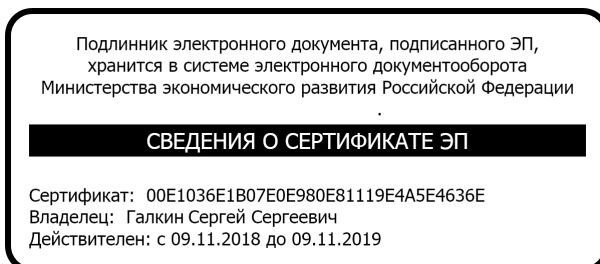 Подлинник электронного документа, подписанного ЭП,
хранится в системе электронного документооборота
Министерства экономического развития Российской Федерации
.
СВЕДЕНИЯ О СЕРТИФИКАТЕ ЭП
Сертификат: 00E1036E1B07E0E980E81119E4A5E4636E
Владелец: Галкин Сергей Сергеевич
Действителен: с 09.11.2018 до 09.11.2019